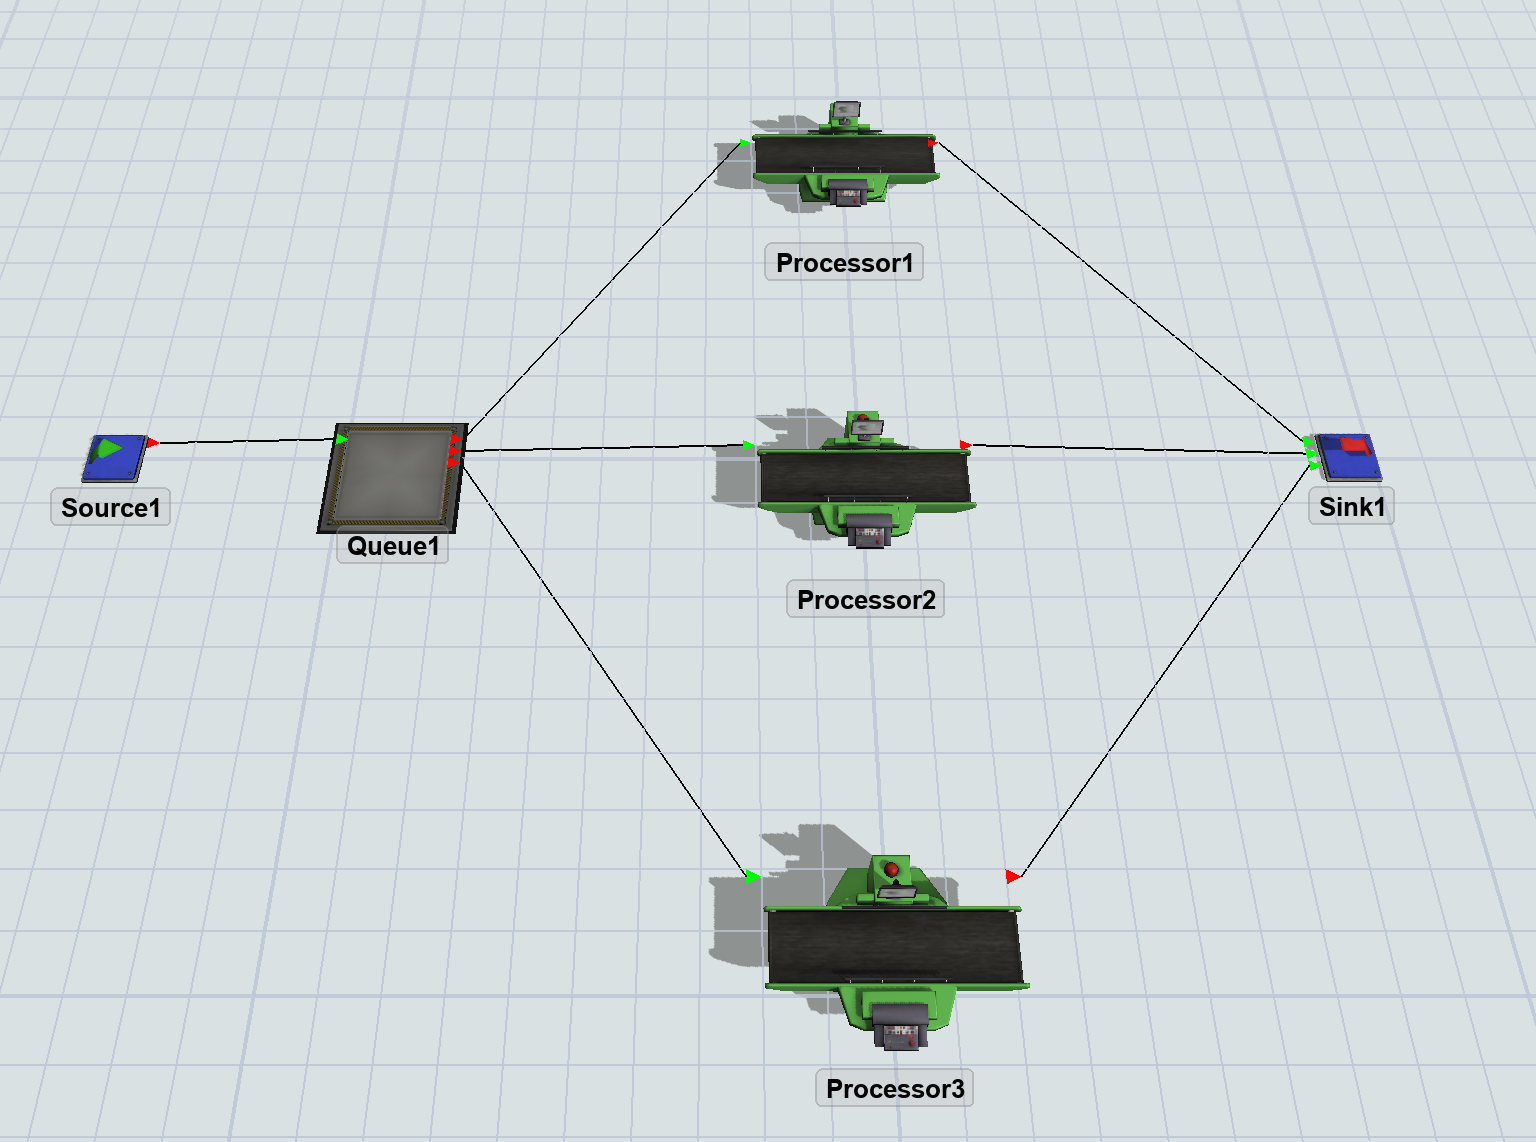 Processor1
Source1
Queue1
Sink1
Processor2
Processor3